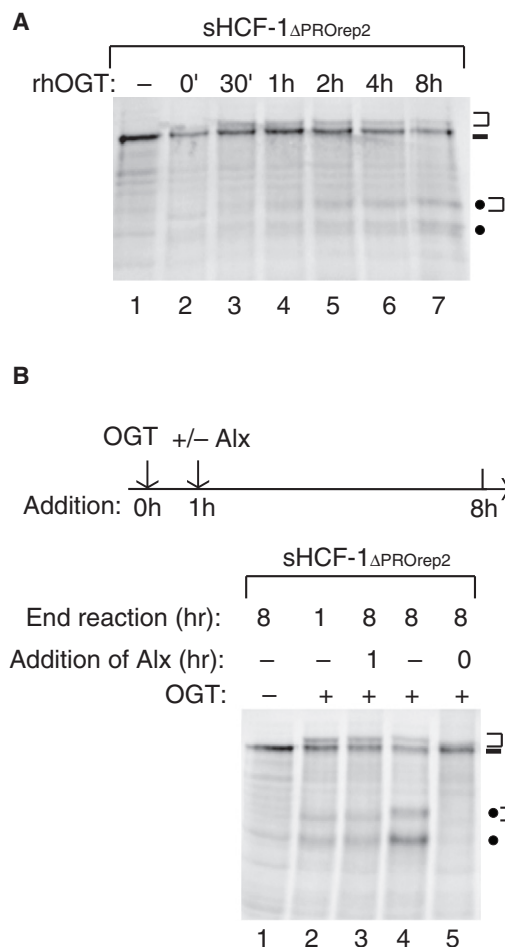 A
sHCF-1ΔPROrep2
rhOGT: – 0' 30' 1h 2h 4h 8h
1 2 3 4 5 6 7
B
OGT +/– Alx
Addition: 0h 1h 8h
sHCF-1ΔPROrep2
End reaction (hr): 8 1 8 8 8
Addition of Alx (hr): – – 1 – 0
OGT: – + + + +
1 2 3 4 5